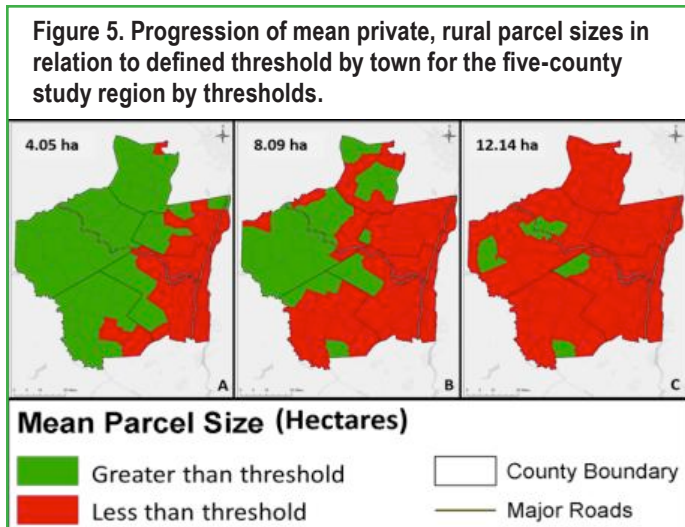 Figure 5. Progression of mean private, rural parcel sizes in
relation to defined threshold by town for the five-county
study region by thresholds.
4.05 ha
8.09 ha
12.14 ha
A
B
C
Mean Parcel Size (Hectares)
Greater than threshold
County Boundary
Less than threshold
Major Roads